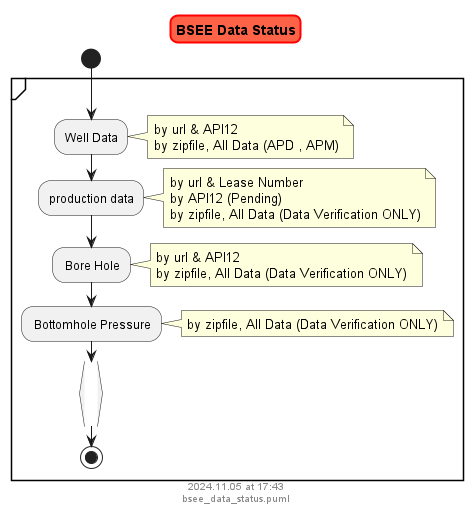 BSEE Data Status
Well Data
by url & API12
by zipfile, All Data (APD , APM)
production data
by url & Lease Number
by API12 (Pending)
by zipfile, All Data (Data Verification ONLY)
Bore Hole
by url & API12
by zipfile, All Data (Data Verification ONLY)
Bottomhole Pressure
by zipfile, All Data (Data Verification ONLY)
2024.11.05 at 17:43
bsee_data_status.puml